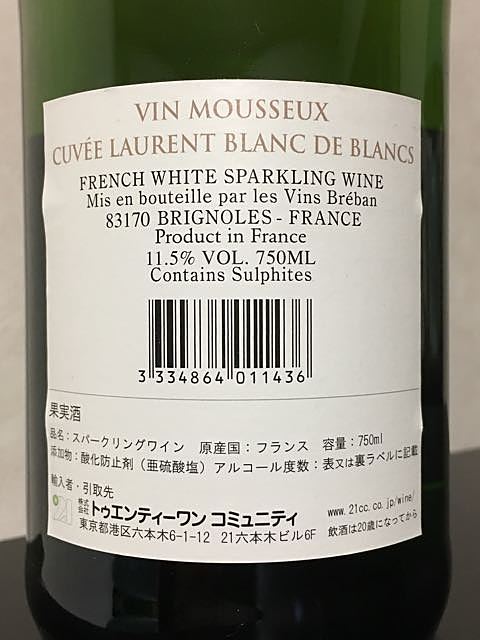 VIN MOUSSEUX
CUVÉE LAURENT BLANC DE BLANCS
FRENCH WHITE SPARKLING WINE
Mis en bouteille par les Vins Bréban
83170 BRIGNOLES - FRANCE
Product in France
11.5% VOL. 750ML
Contains Sulphites
3 334864 011436
果実酒
品名：スパークリングワイン 原産国：フランス 容量：750ml
添加物：酸化防止剤（亜硫酸塩）アルコール度数：表又は裏ラベルに記載
輸入者・引取先
株式会社 トゥエンティーワン コミュニティ www.21cc.co.jp/wine/
東京都港区六本木6-1-12 21六本木ビル6F 飲酒は20歳になってから